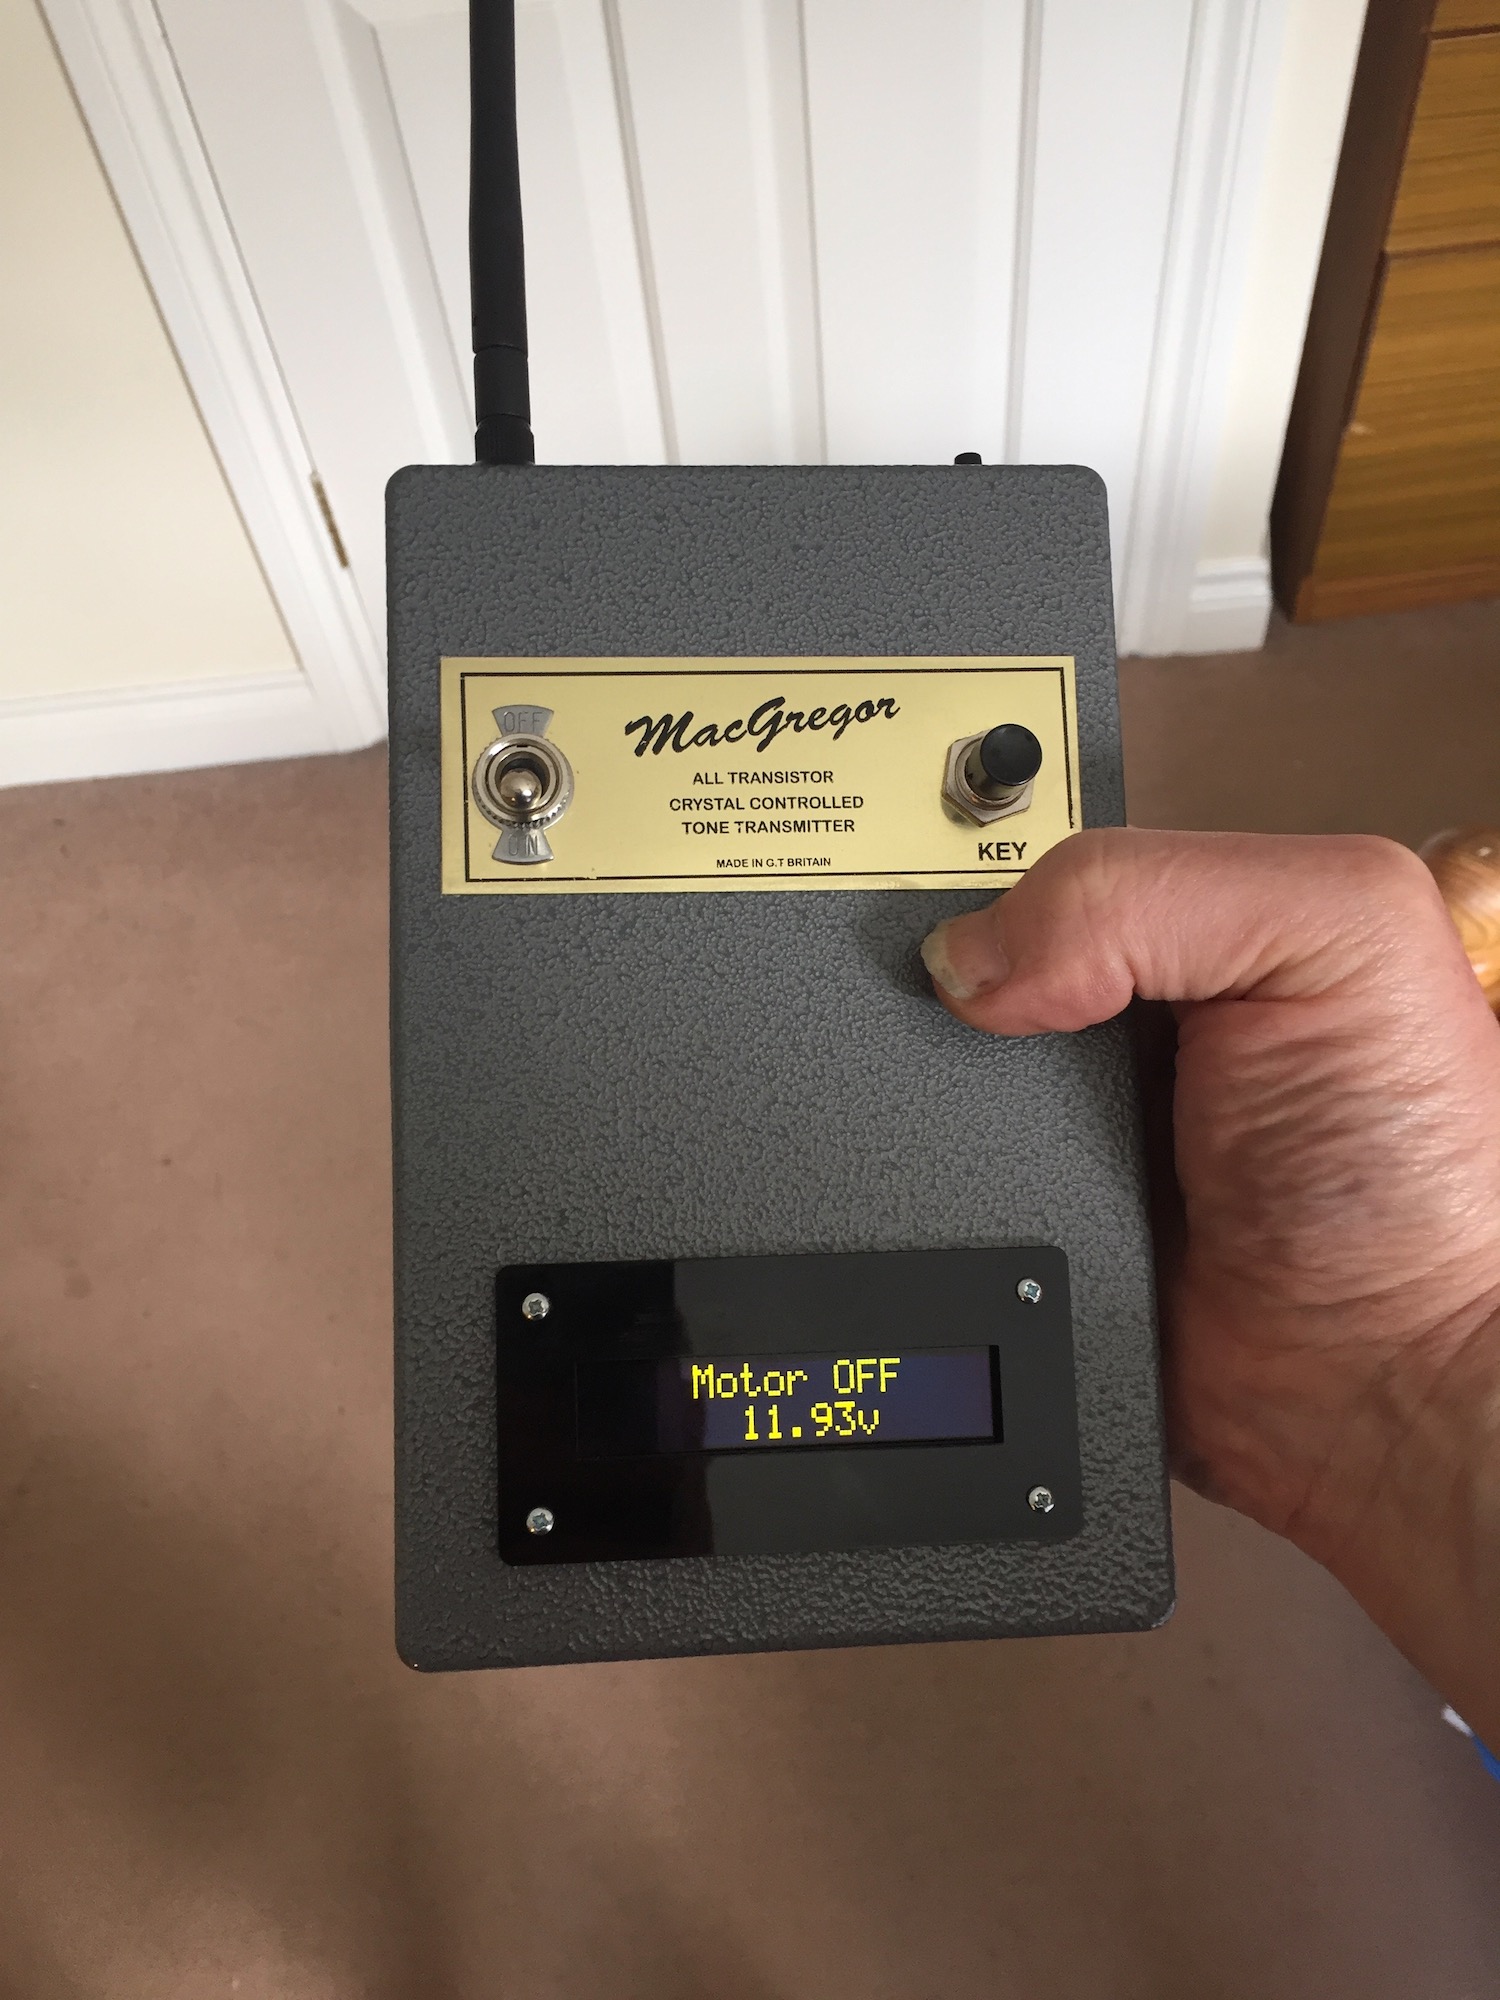 OFF
MacGregor
ALL TRANSISTOR
CRYSTAL CONTROLLED
TONE TRANSMITTER
MADE IN G.T BRITAIN
ON
KEY
Motor OFF
11.93v